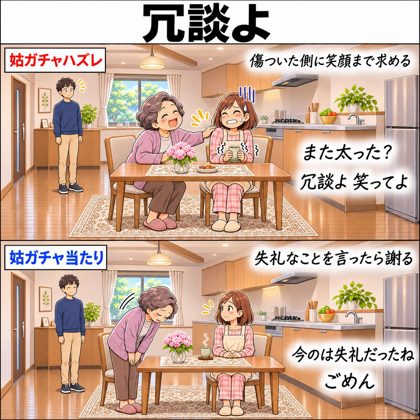 冗談よ
姑ガチャハズレ
傷ついた側に笑顔まで求める
また太った?
冗談よ 笑ってよ
姑ガチャ当たり
失礼なことを言ったら謝る
今のは失礼だったね
ごめん